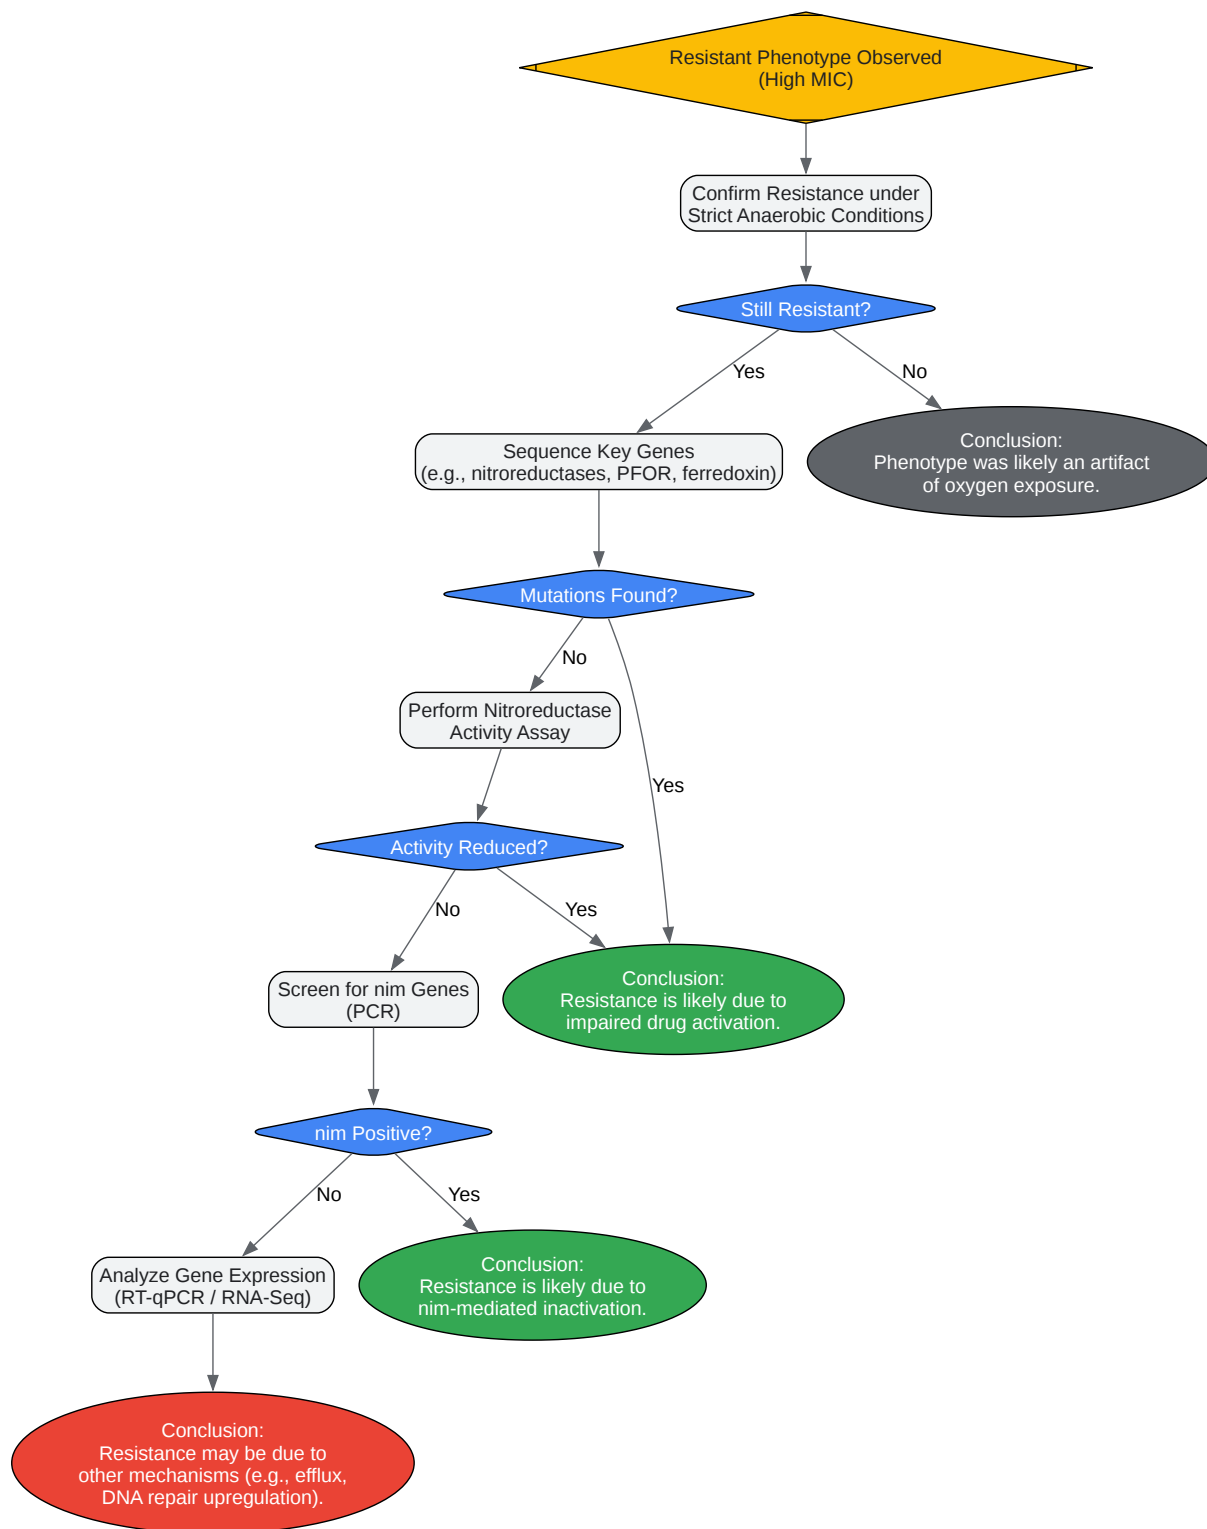 Resistant Phenotype Observed
(High MIC)
Confirm Resistance under
Strict Anaerobic Conditions
Still Resistant?
Yes
No
Sequence Key Genes
(e.g., nitroreductases, PFOR, ferredoxin)
Conclusion:
Phenotype was likely an artifact
of oxygen exposure.
Mutations Found?
No
Perform Nitroreductase
Activity Assay
Yes
Activity Reduced?
No
Yes
Screen for nim Genes
(PCR)
Conclusion:
Resistance is likely due to
impaired drug activation.
nim Positive?
No
Yes
Analyze Gene Expression
(RT-qPCR / RNA-Seq)
Conclusion:
Resistance is likely due to
nim-mediated inactivation.
Conclusion:
Resistance may be due to
other mechanisms (e.g., efflux,
DNA repair upregulation).